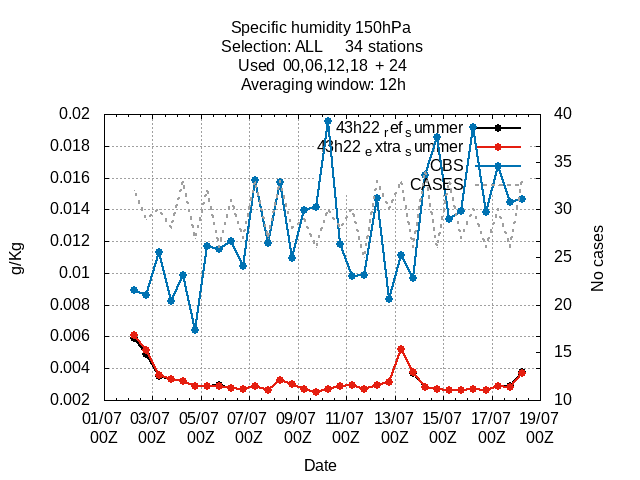 Specific humidity 150hPa
Selection: ALL 34 stations
Used 00,06,12,18 + 24
Averaging window: 12h
0.02
0.018
0.016
0.014
0.012
0.01
0.008
0.006
0.004
0.002
g/Kg
43h22 ref summer
43h22 extra summer
OBS
CASES
40
35
30
25
20
15
10
No cases
01/07 03/07 05/07 07/07 09/07 11/07 13/07 15/07 17/07 19/07
00Z 00Z 00Z 00Z 00Z 00Z 00Z 00Z 00Z 00Z
Date